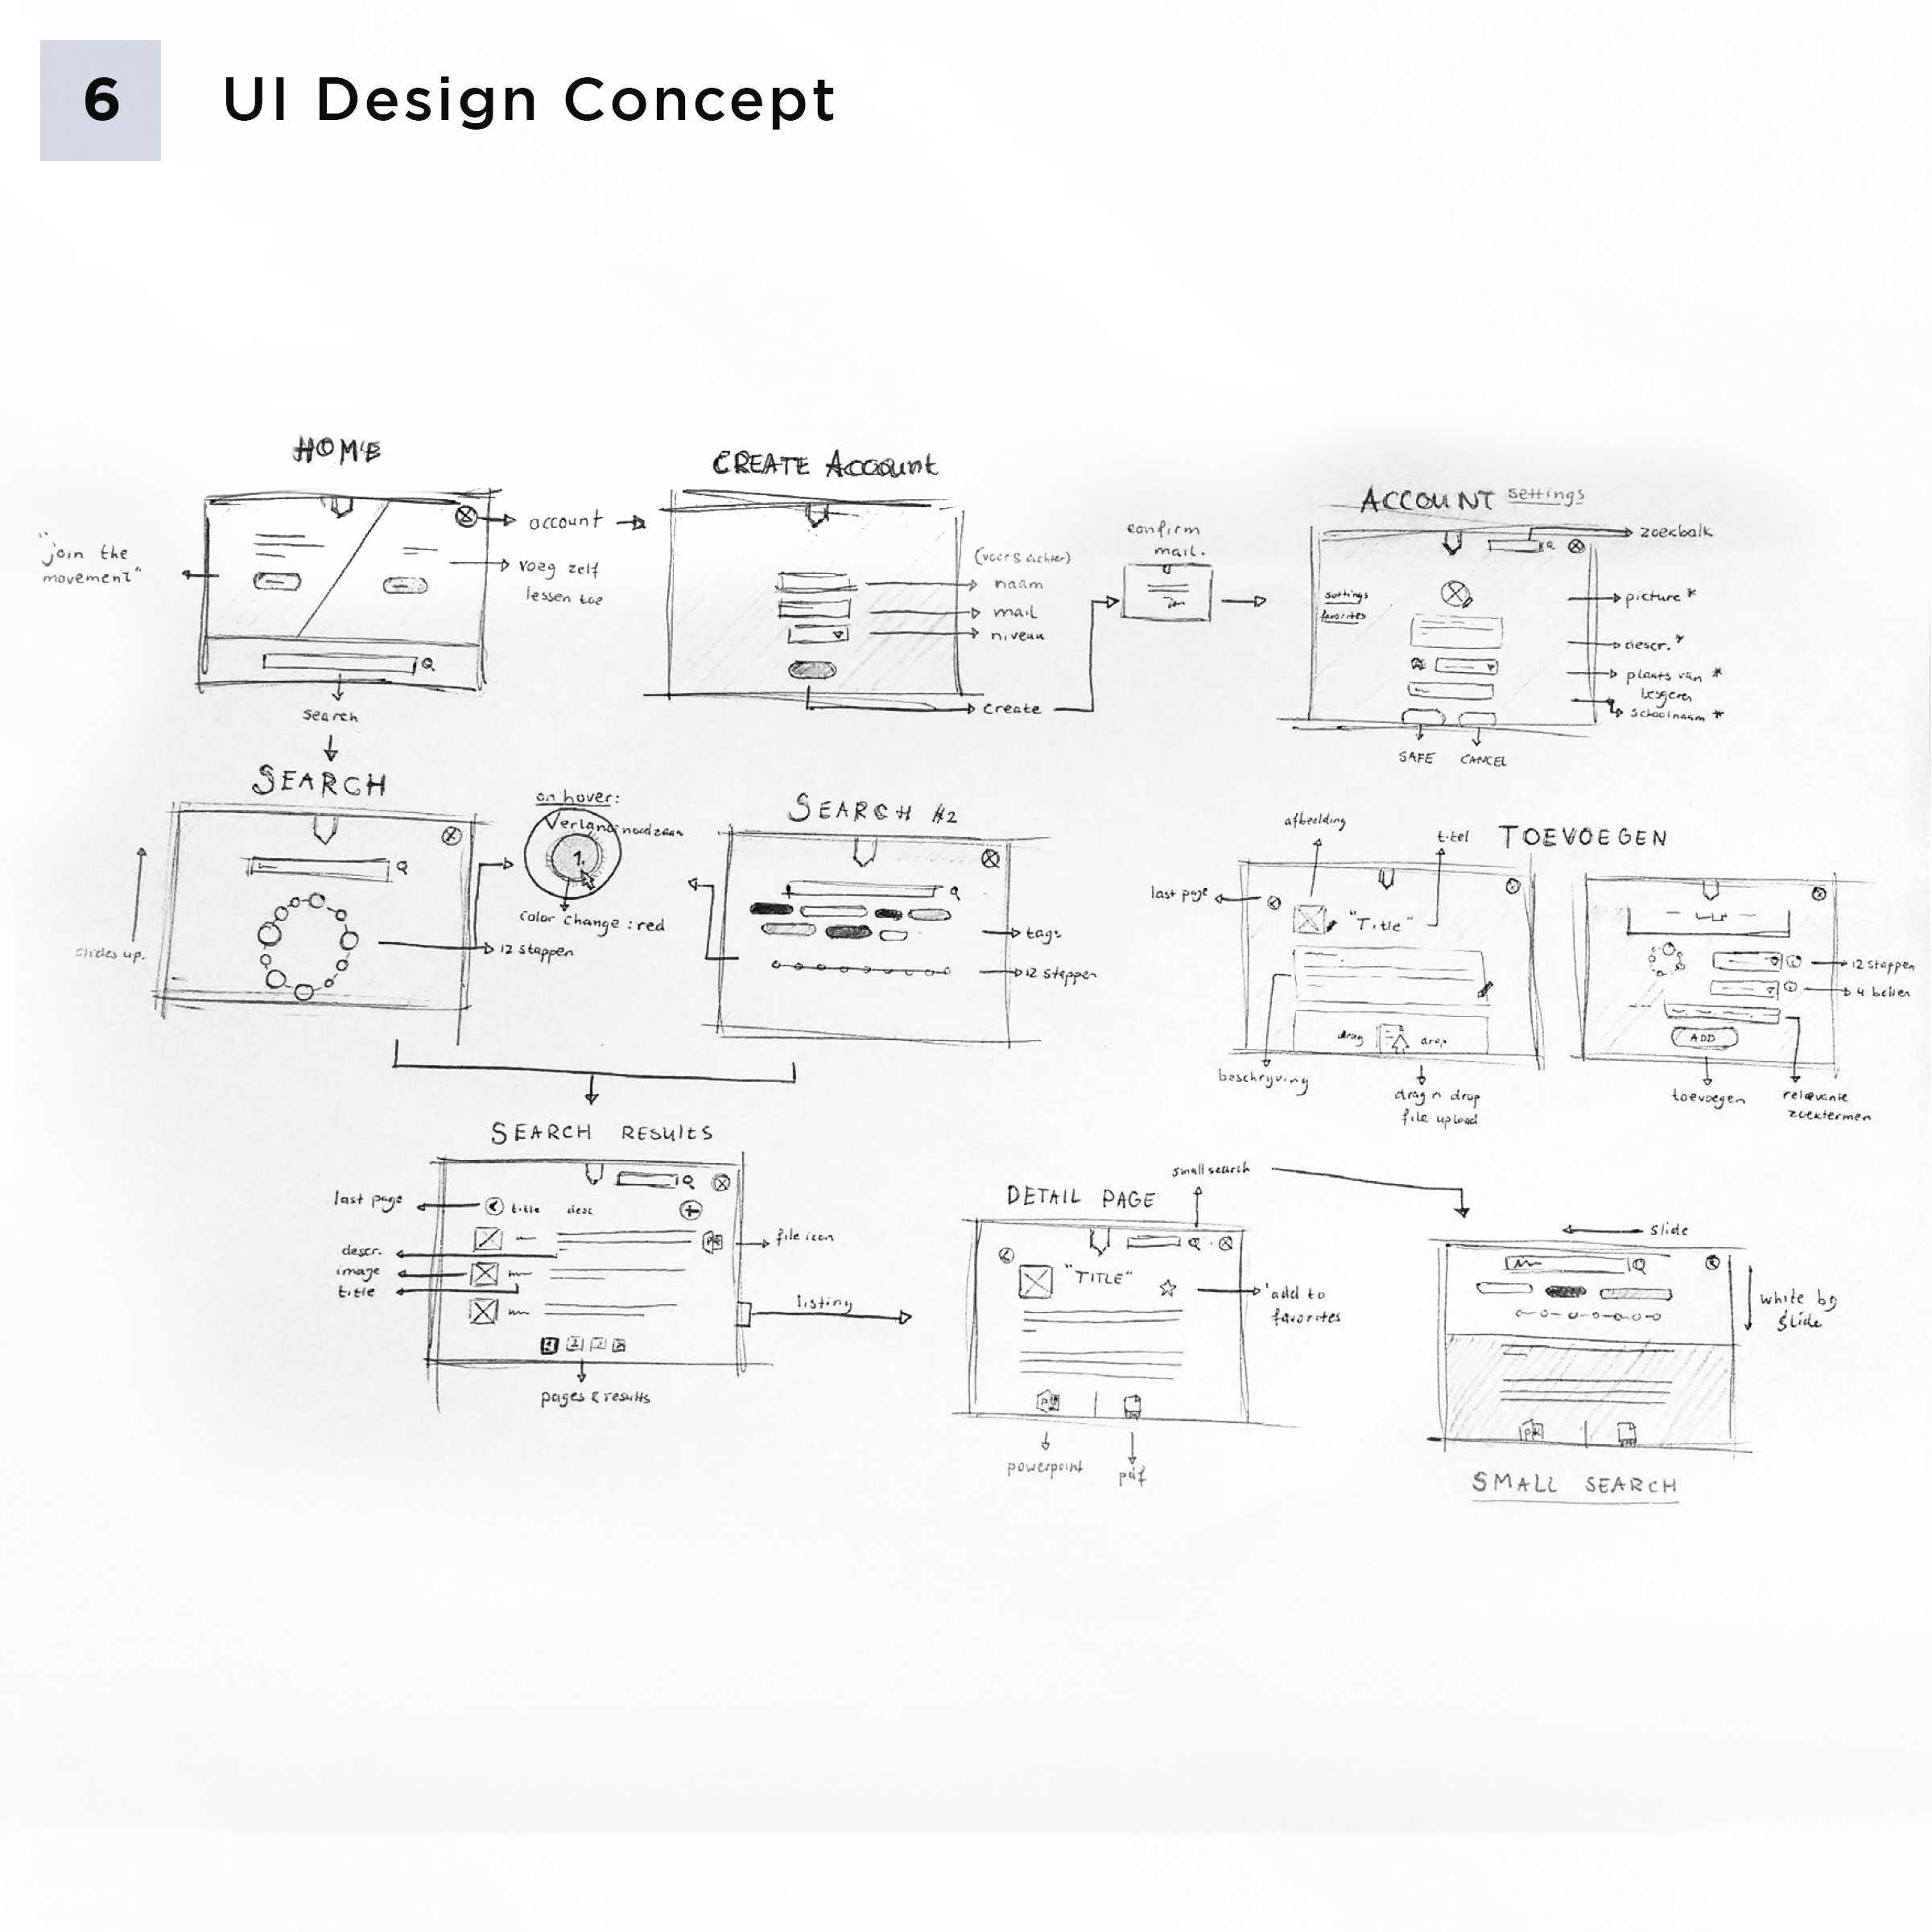 6
UI Design Concept
HOME
"join the
movement"
account
voeg zelf
lessen toe
search
CREATE Account
(voor & achter)
naam
mail
niveau
create
confirm
mail.
ACCOUNT settings
zoekbalk
settings
favorites
picture *
descr. *
plaats van *
lesgeven
schoolnaam *
SAFE
CANCEL
SEARCH
slides up.
12 stappen
on hover:
Verlang
noodzaak
1.
color change : red
SEARCH #2
tags
12 stappen
TOEVOEGEN
afbeelding
titel
last page
"Title"
drag
drop
beschrijving
drag n drop
file upload
12 stappen
4 bollen
ADD
toevoegen
relevante
zoektermen
SEARCH RESULTS
last page
title
desc
descr.
image
title
file icon
listing
pages & results
DETAIL PAGE
small search
"TITLE"
'add to
favorites
powerpoint
pdf
slide
white bg
slide
SMALL SEARCH